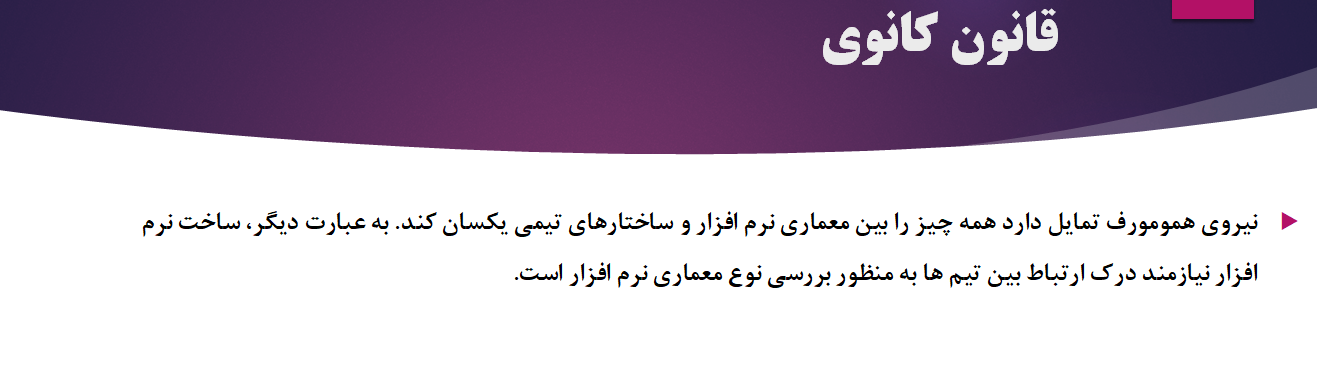 قانون کانوی
نیروی همومورف تمایل دارد همه چیز را بین معماری نرم افزار و ساختارهای تیمی یکسان کند. به عبارت دیگر، ساخت نرم
افزار نیازمند درک ارتباط بین تیم ها به منظور بررسی نوع معماری نرم افزار است.